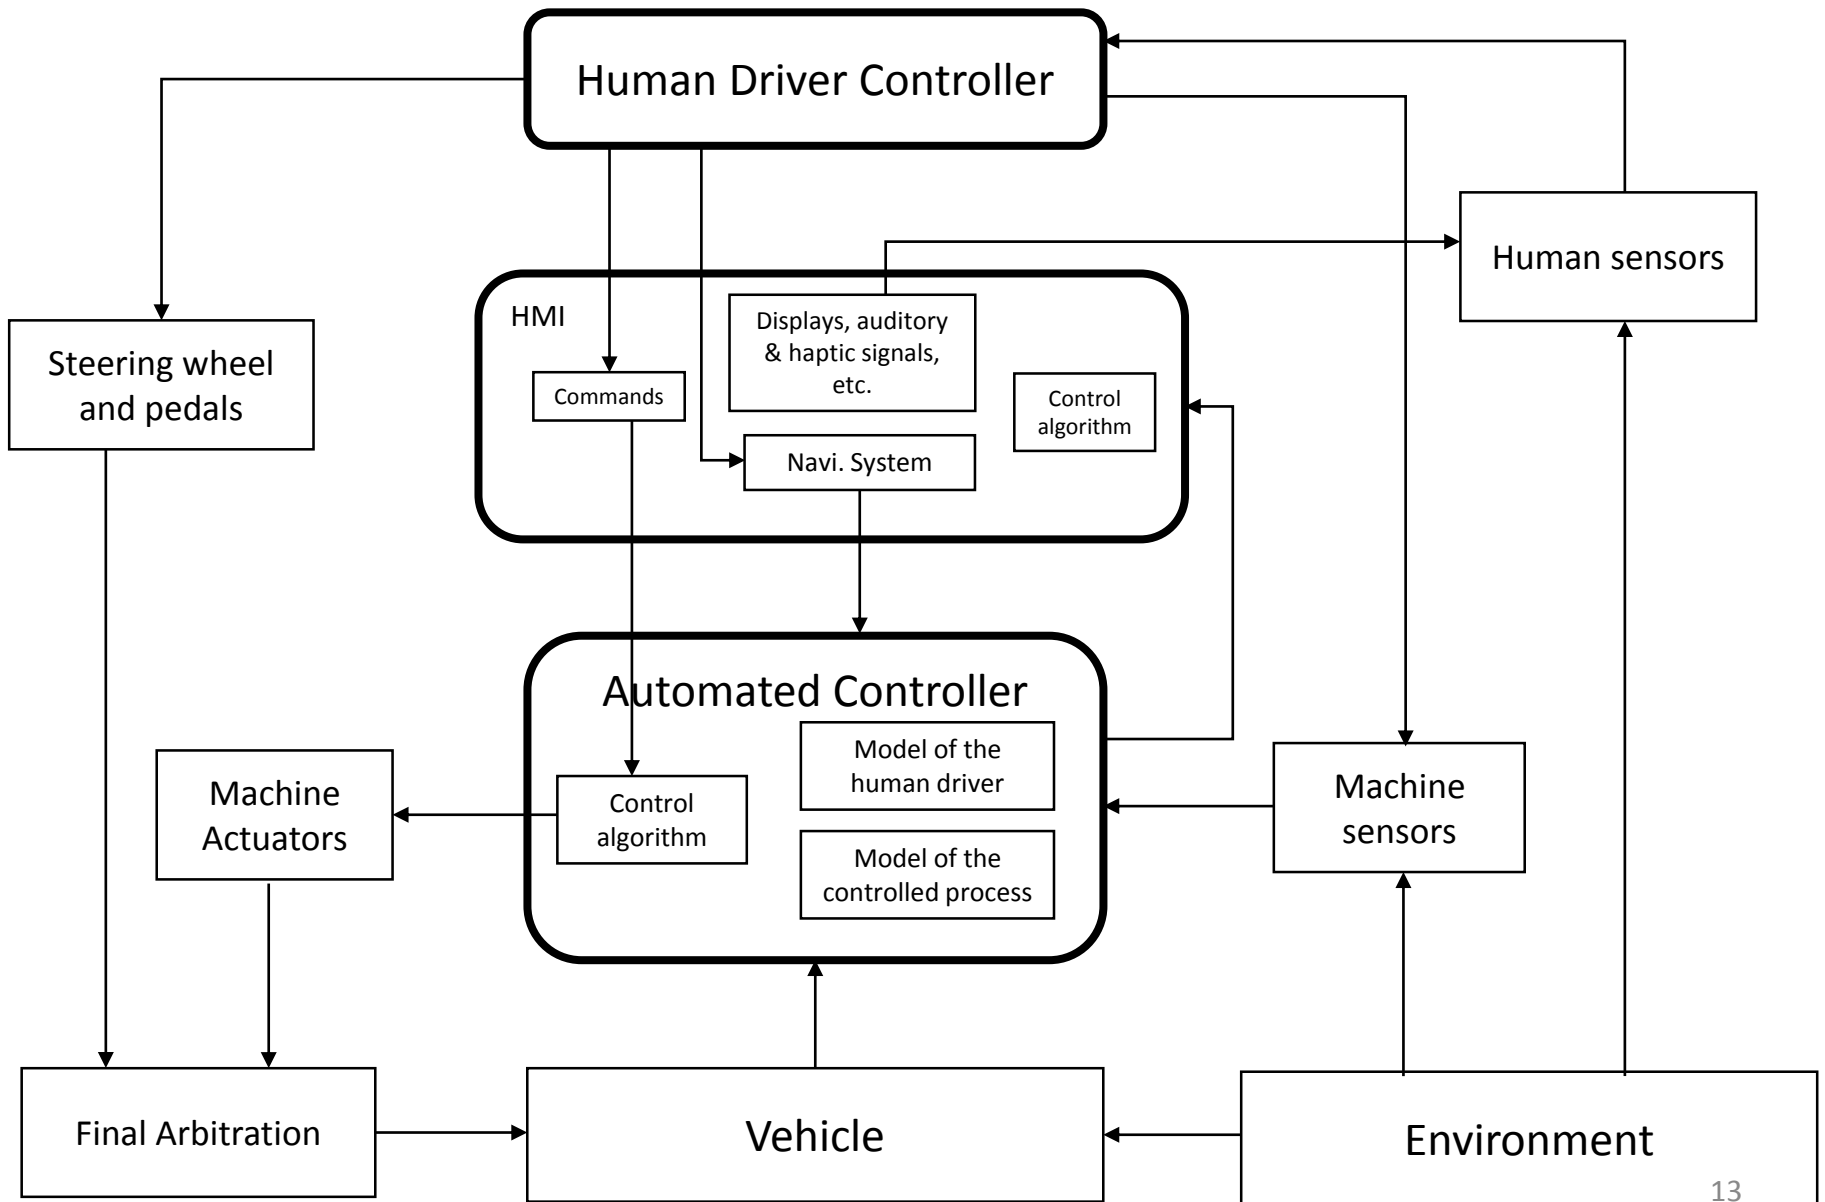 Human Driver Controller
Human sensors
HMI
Displays, auditory
& haptic signals,
etc.
Steering wheel
and pedals
Commands
Control
algorithm
Navi. System
Automated Controller
Model of the
human driver
Machine
Actuators
Control
algorithm
Machine
sensors
Model of the
controlled process
Final Arbitration
Vehicle
Environment
13